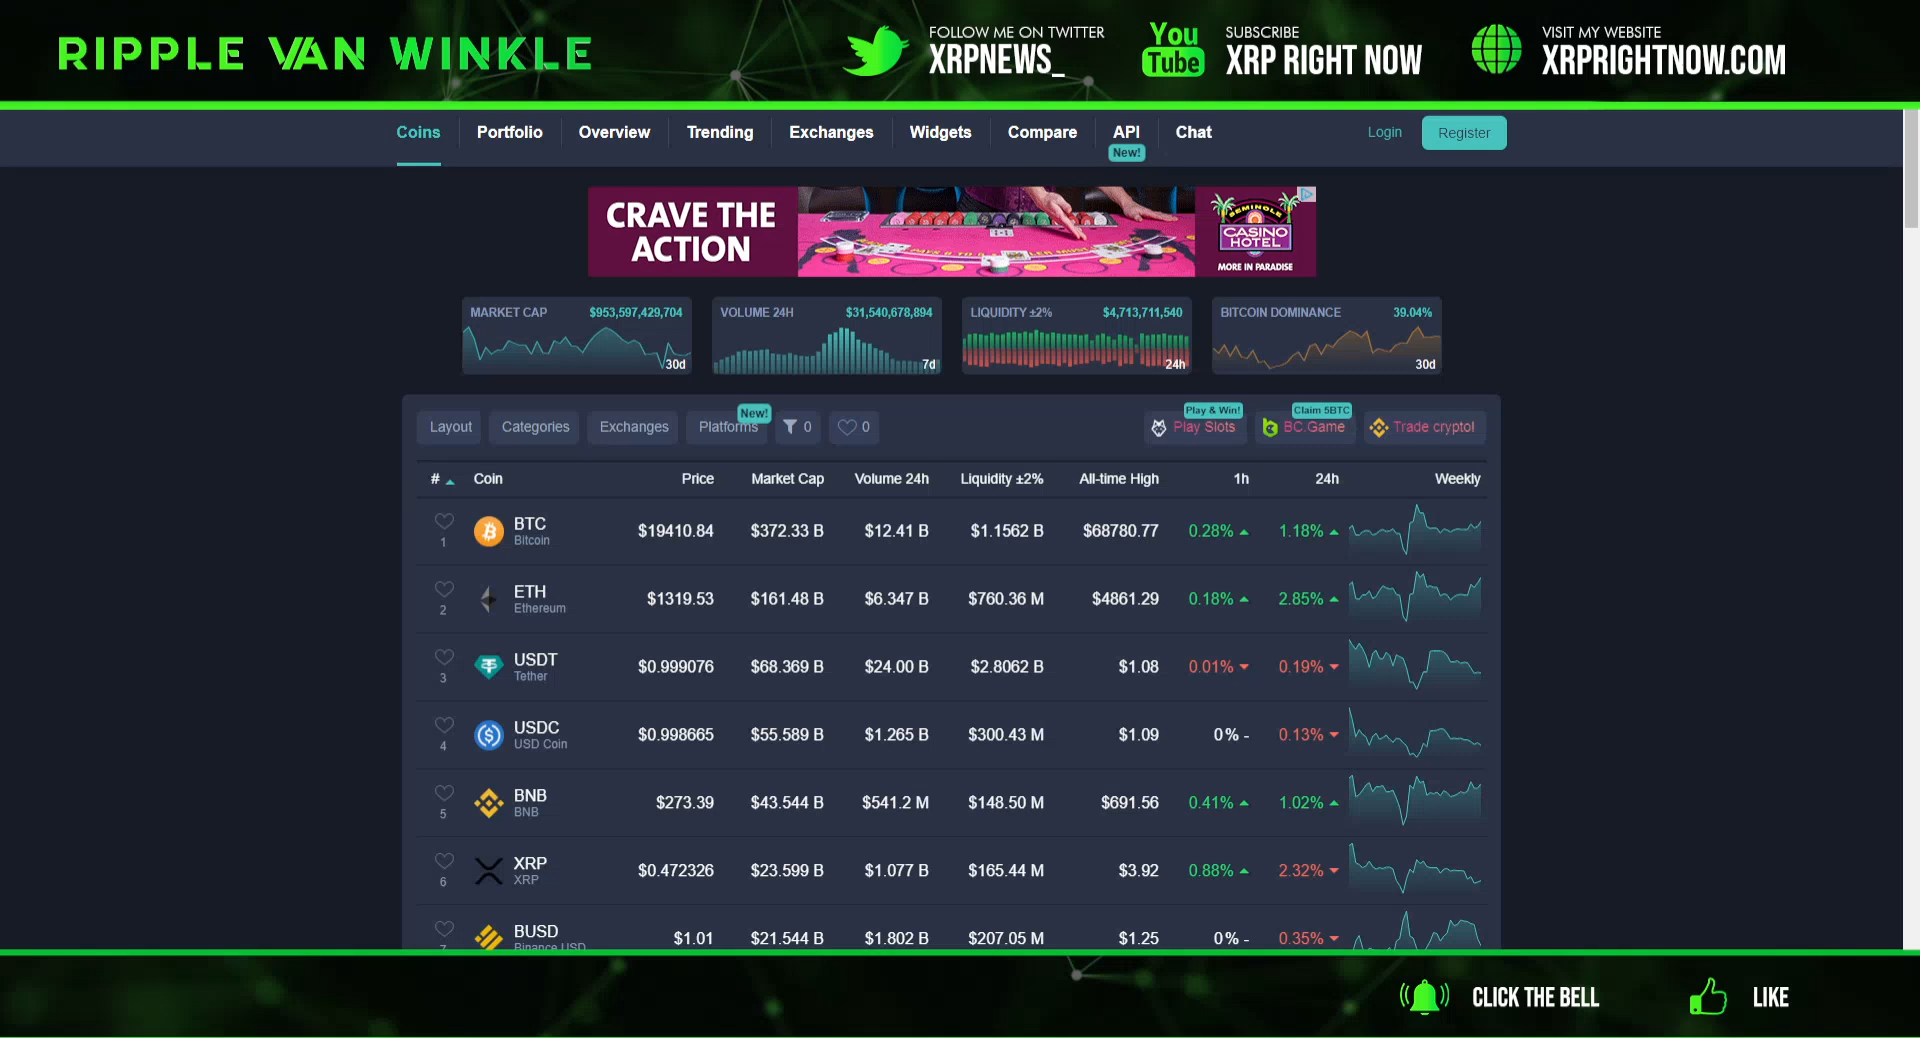 RIPPLE VAN WINKLE
FOLLOW ME ON TWITTER
XRPNEWS_
You
Tube
SUBSCRIBE
XRP RIGHT NOW
VISIT MY WEBSITE
XRPRIGHTNOW.COM
Coins Portfolio Overview Trending Exchanges Widgets Compare API Chat Login Register
New!
CRAVE THE
ACTION
SEMINOLE
CASINO
HOTEL
MORE IN PARADISE
MARKET CAP $953,597,429,704
30d
VOLUME 24H $31,540,678,894
7d
LIQUIDITY ±2% $4,713,711,540
24h
BITCOIN DOMINANCE 39.04%
30d
New! Play & Win! Claim 5BTC
Layout Categories Exchanges Platforms 0 0 Play Slots BC.Game Trade crypto!
# Coin Price Market Cap Volume 24h Liquidity ±2% All-time High 1h 24h Weekly
1 BTC $19410.84 $372.33 B $12.41 B $1.1562 B $68780.77 0.28% 1.18%
Bitcoin
2 ETH $1319.53 $161.48 B $6.347 B $760.36 M $4861.29 0.18% 2.85%
Ethereum
3 USDT $0.999076 $68.369 B $24.00 B $2.8062 B $1.08 0.01% 0.19%
Tether
4 USDC $0.998665 $55.589 B $1.265 B $300.43 M $1.09 0% - 0.13%
USD Coin
5 BNB $273.39 $43.544 B $541.2 M $148.50 M $691.56 0.41% 1.02%
BNB
6 XRP $0.472326 $23.599 B $1.077 B $165.44 M $3.92 0.88% 2.32%
XRP
7 BUSD $1.01 $21.544 B $1.802 B $207.05 M $1.25 0% - 0.35%
Binance USD
CLICK THE BELL
LIKE